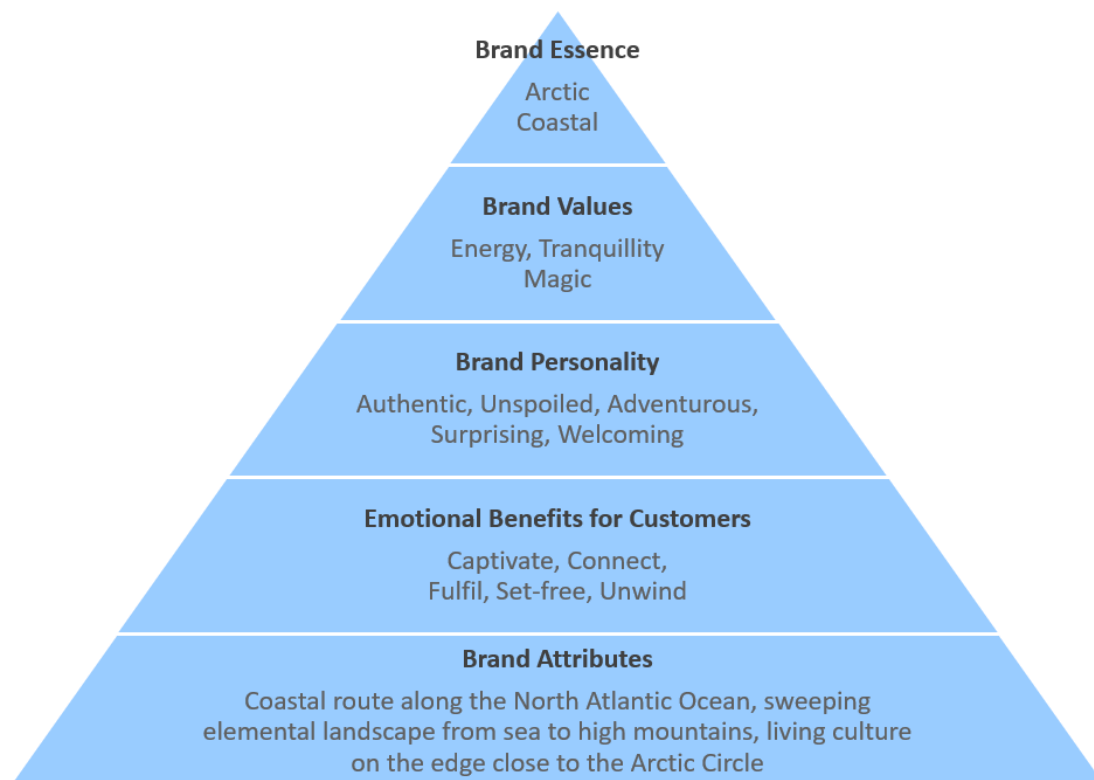 Brand Essence
Arctic
Coastal
Brand Values
Energy, Tranquillity
Magic
Brand Personality
Authentic, Unspoiled, Adventurous,
Surprising, Welcoming
Emotional Benefits for Customers
Captivate, Connect,
Fulfil, Set-free, Unwind
Brand Attributes
Coastal route along the North Atlantic Ocean, sweeping
elemental landscape from sea to high mountains, living culture
on the edge close to the Arctic Circle